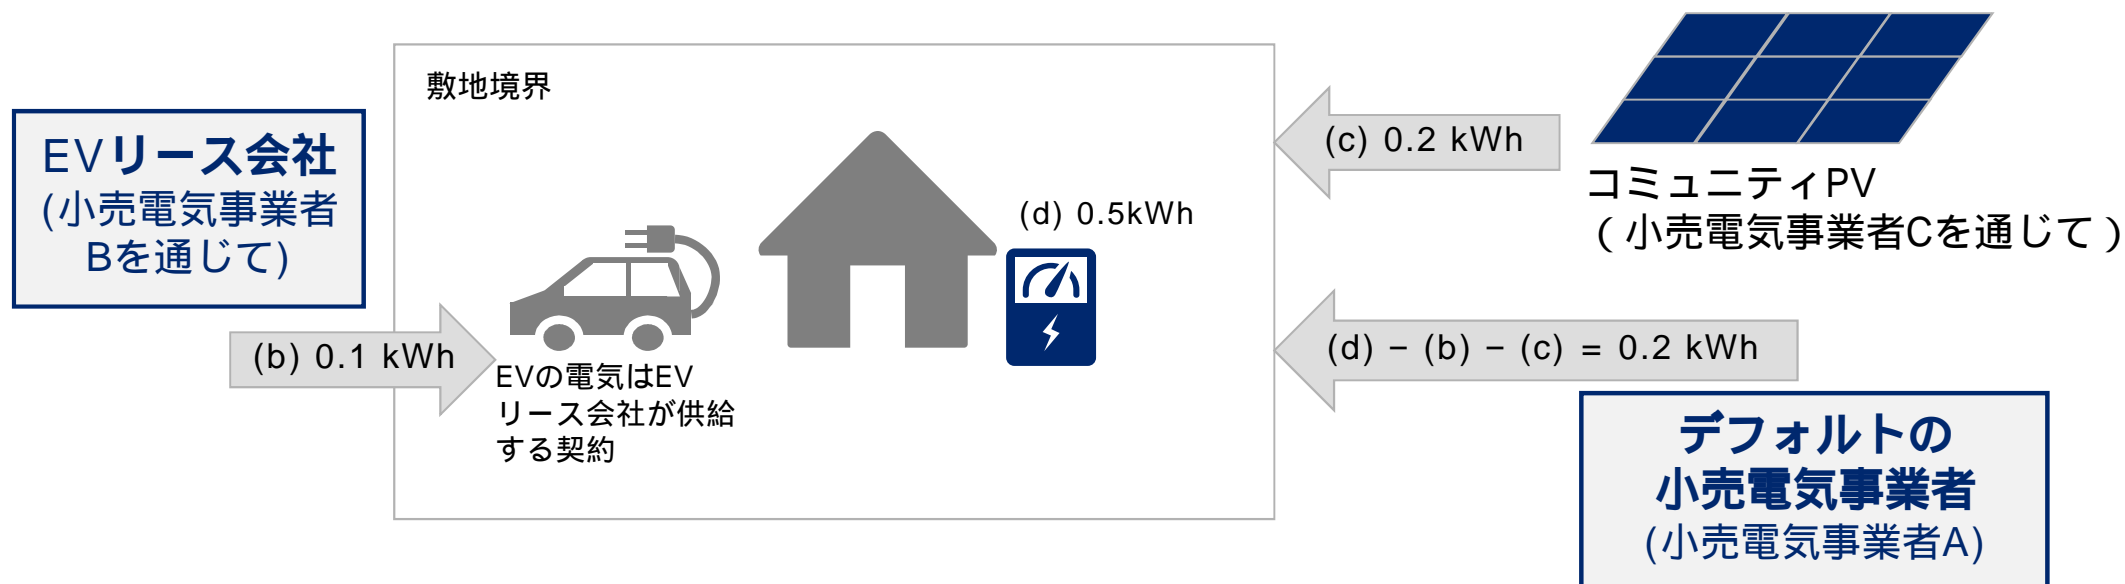 敷地境界
EVリース会社
(小売電気事業者
Bを通じて)
(b) 0.1 kWh
EVの電気はEV
リース会社が供給
する契約
(d) 0.5kWh
(c) 0.2 kWh
コミュニティPV
（小売電気事業者Cを通じて）
(d) − (b) − (c) = 0.2 kWh
デフォルトの
小売電気事業者
(小売電気事業者A)